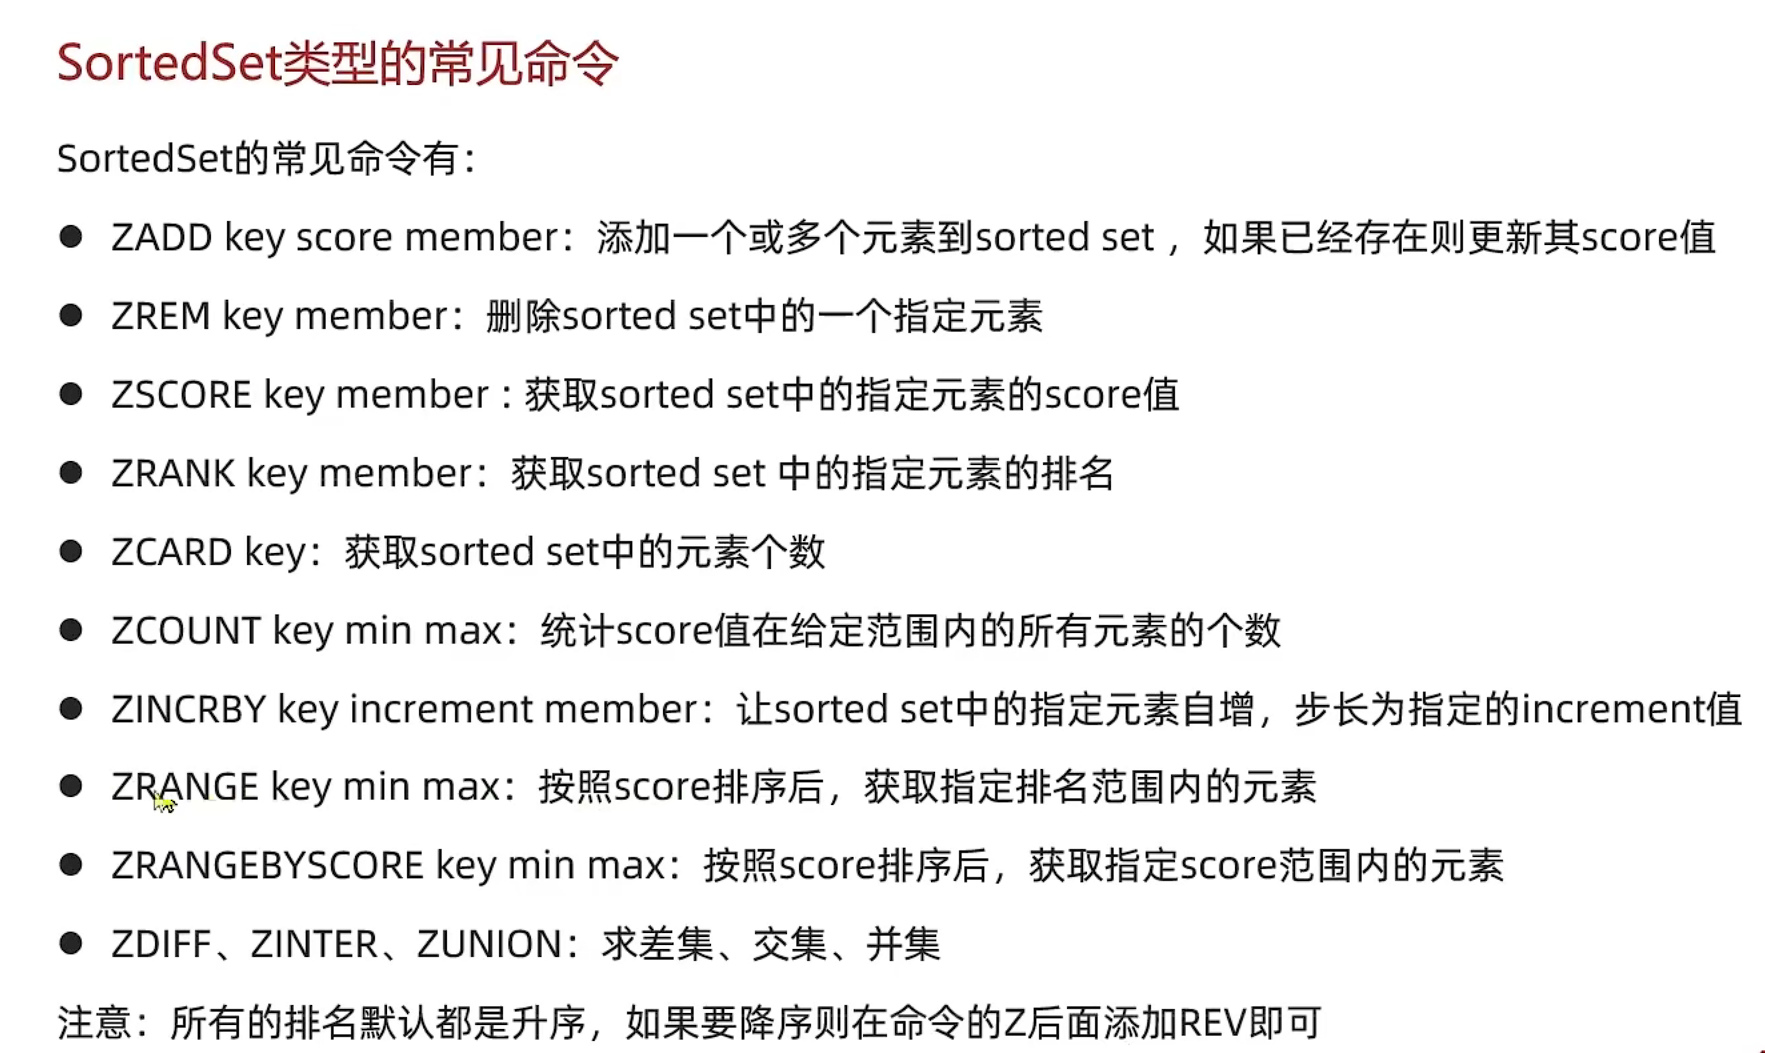 SortedSet类型的常见命令
SortedSet的常见命令有：
● ZADD key score member：添加一个或多个元素到sorted set ，如果已经存在则更新其score值
● ZREM key member：删除sorted set中的一个指定元素
● ZSCORE key member : 获取sorted set中的指定元素的score值
● ZRANK key member：获取sorted set 中的指定元素的排名
● ZCARD key：获取sorted set中的元素个数
● ZCOUNT key min max：统计score值在给定范围内的所有元素的个数
● ZINCRBY key increment member：让sorted set中的指定元素自增，步长为指定的increment值
● ZRANGE key min max：按照score排序后，获取指定排名范围内的元素
● ZRANGEBYSCORE key min max：按照score排序后，获取指定score范围内的元素
● ZDIFF、ZINTER、ZUNION：求差集、交集、并集
注意：所有的排名默认都是升序，如果要降序则在命令的Z后面添加REV即可